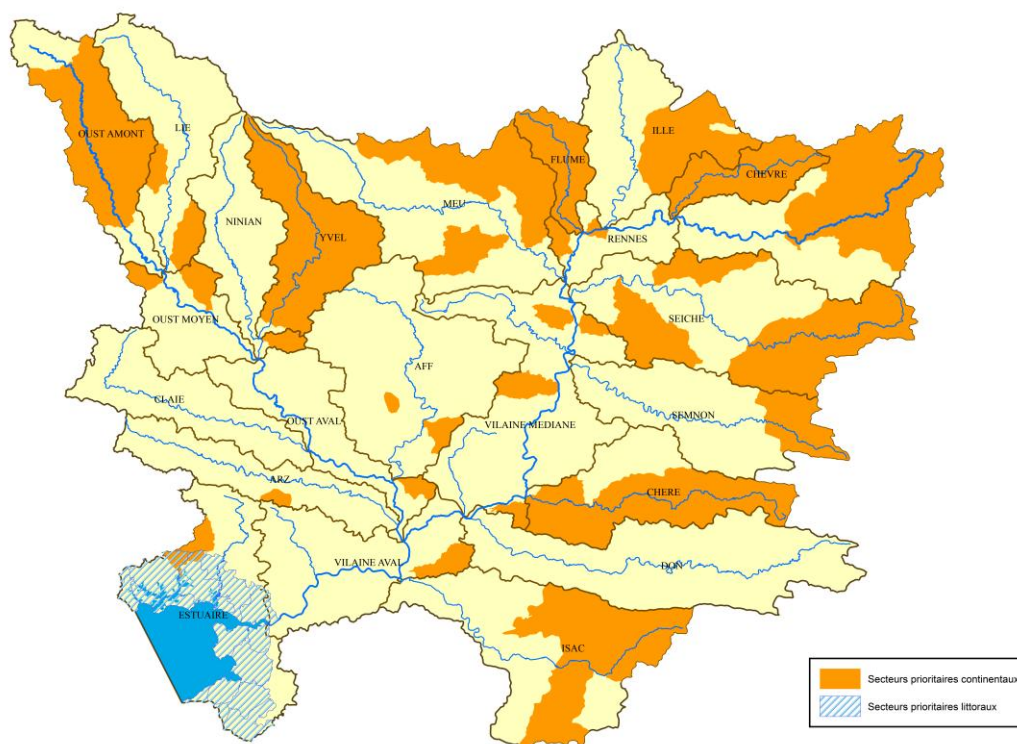 OUST AMONT
LIE
ILLE
FLUME
CHEVRE
MEU
NINIAN
YVEL
RENNES
OUST MOYEN
SEICHE
AFF
CLAIE
OUST AVAL
VILAINE MEDIANE
SEMNON
ARZ
CHERE
VILAINE AVAL
DON
ESTUAIRE
ISAC
Secteurs prioritaires continentaux
Secteurs prioritaires littoraux